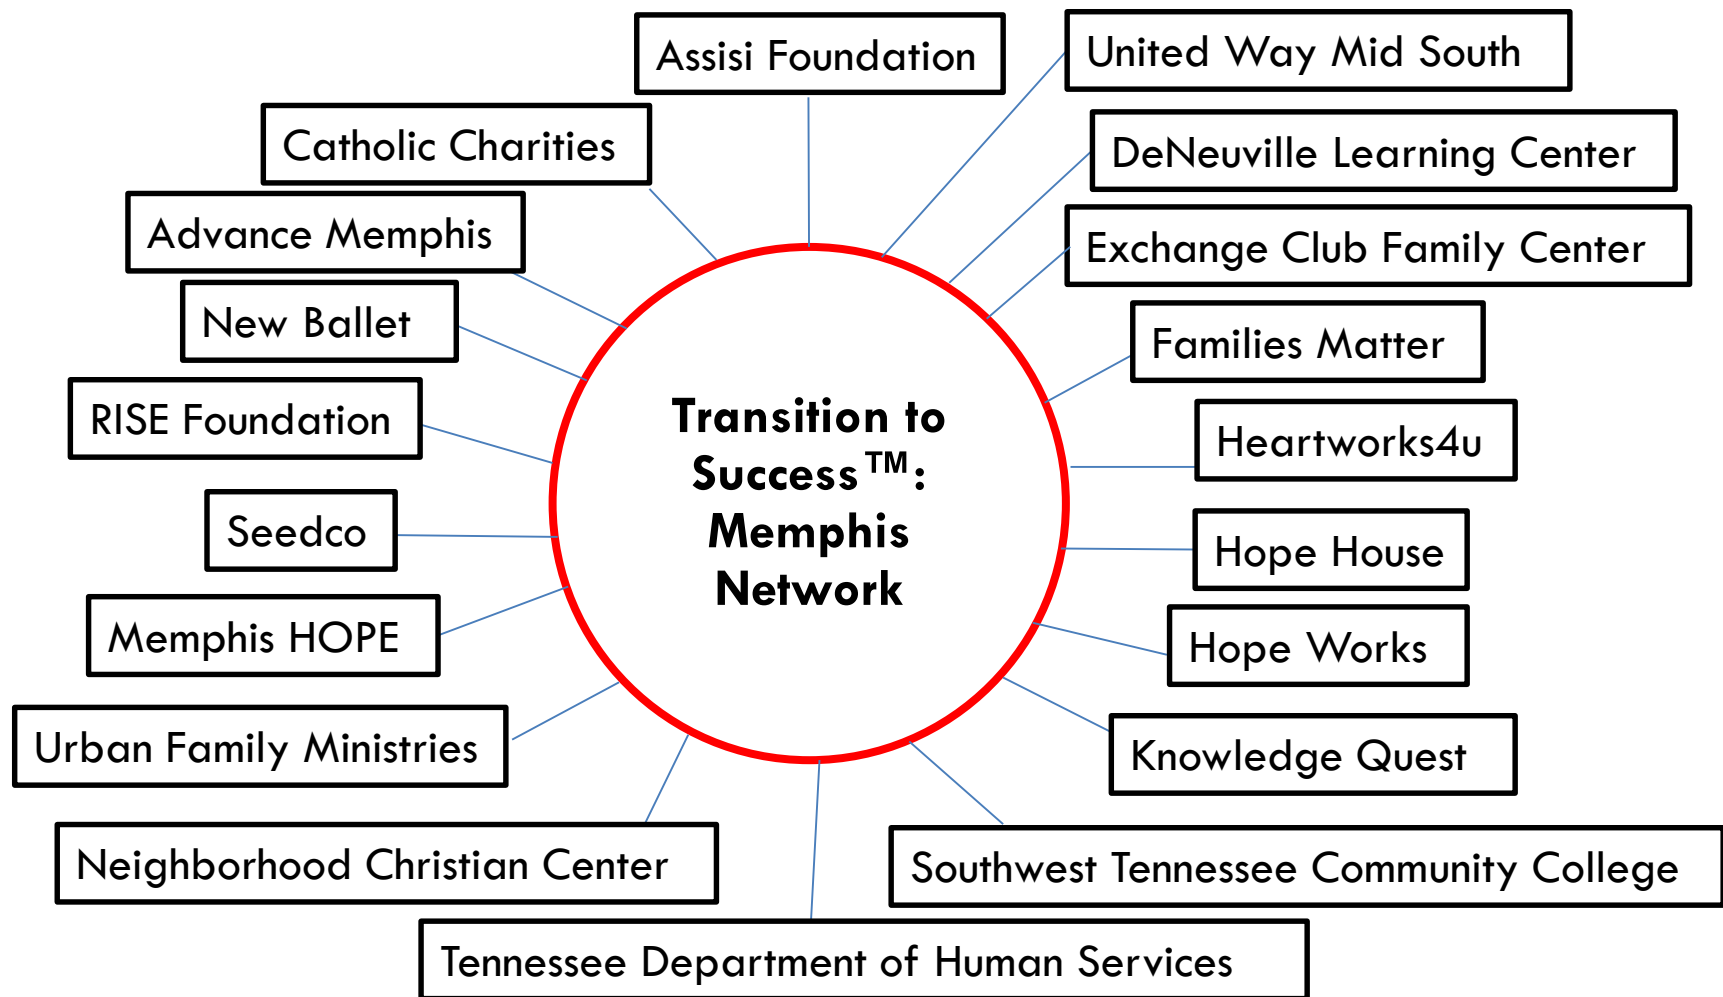 Assisi Foundation
United Way Mid South
Catholic Charities
DeNeuville Learning Center
Advance Memphis
Exchange Club Family Center
New Ballet
Families Matter
RISE Foundation
Heartworks4u
Transition to
Success™:
Memphis
Network
Seedco
Hope House
Memphis HOPE
Hope Works
Urban Family Ministries
Knowledge Quest
Neighborhood Christian Center
Southwest Tennessee Community College
Tennessee Department of Human Services